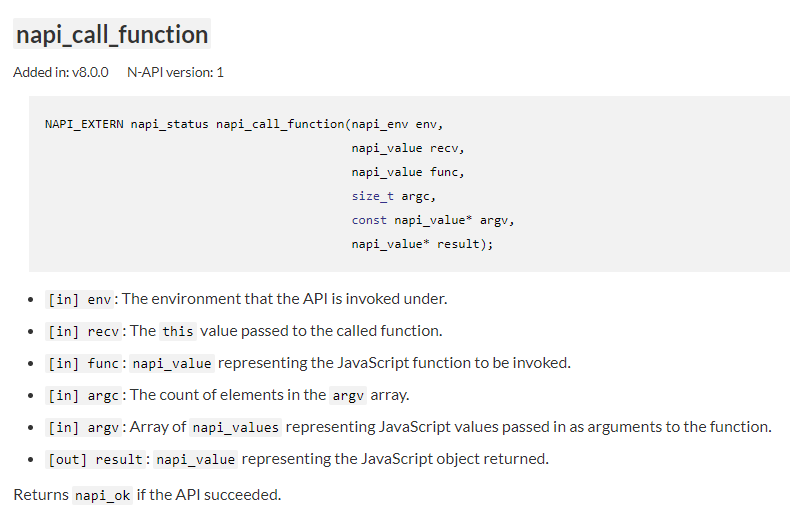 napi_call_function
Added in: v8.0.0 N-API version: 1
NAPI_EXTERN napi_status napi_call_function(napi_env env,
napi_value recv,
napi_value func,
size_t argc,
const napi_value* argv,
napi_value* result);
• [in] env: The environment that the API is invoked under.
• [in] recv: The this value passed to the called function.
• [in] func: napi_value representing the JavaScript function to be invoked.
• [in] argc: The count of elements in the argv array.
• [in] argv: Array of napi_values representing JavaScript values passed in as arguments to the function.
• [out] result: napi_value representing the JavaScript object returned.
Returns napi_ok if the API succeeded.